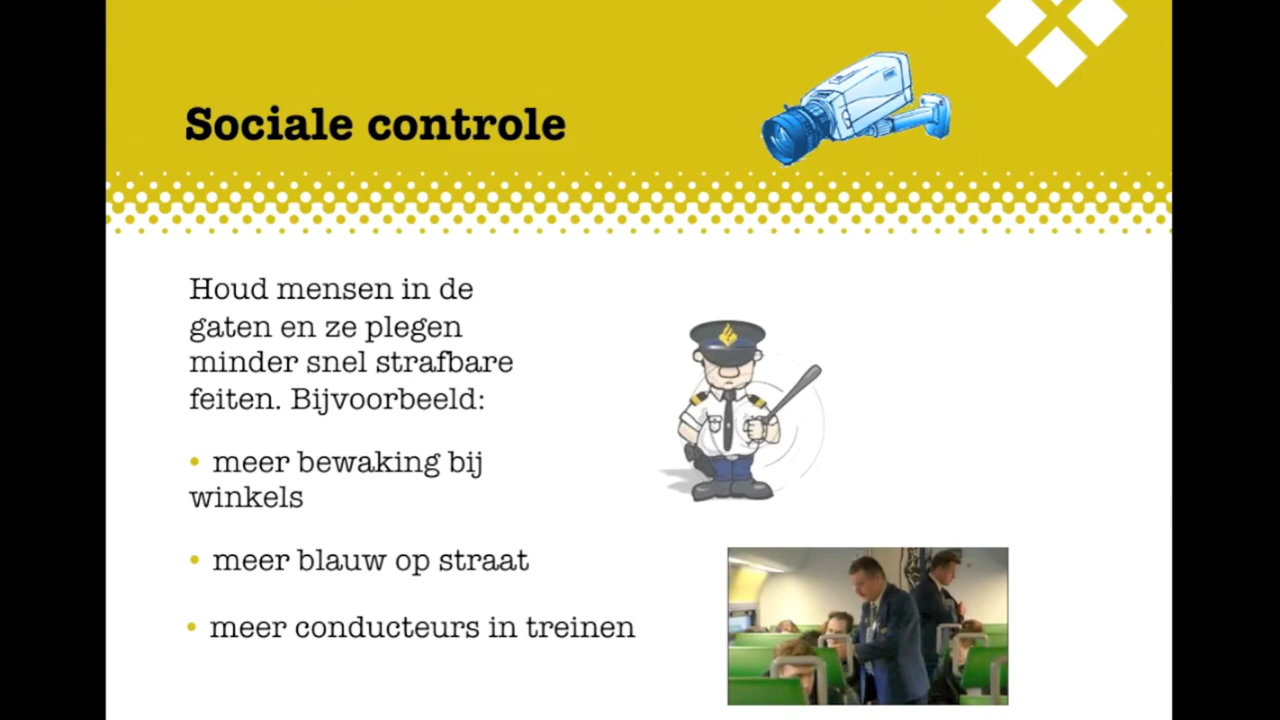 Sociale controle
Houd mensen in de
gaten en ze plegen
minder snel strafbare
feiten. Bijvoorbeeld:
• meer bewaking bij
winkels
• meer blauw op straat
• meer conducteurs in treinen